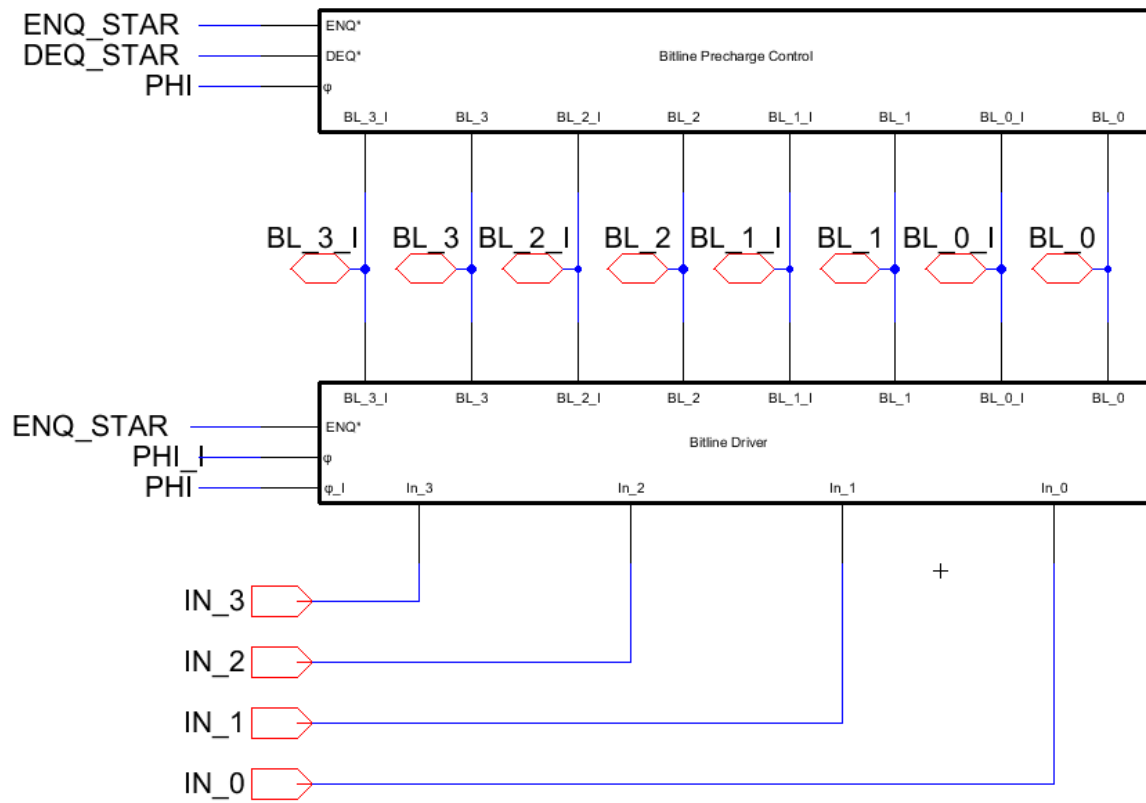 ENQ_STAR ENQ*
DEQ_STAR DEQ* Bitline Precharge Control
PHI φ
BL_3_I BL_3 BL_2_I BL_2 BL_1_I BL_1 BL_0_I BL_0
BL_3_I BL_3 BL_2_I BL_2 BL_1_I BL_1 BL_0_I BL_0
BL_3_I BL_3 BL_2_I BL_2 BL_1_I BL_1 BL_0_I BL_0
ENQ_STAR ENQ* Bitline Driver
PHI_I φ
PHI φ_I In_3 In_2 In_1 In_0
IN_3
IN_2
IN_1
IN_0